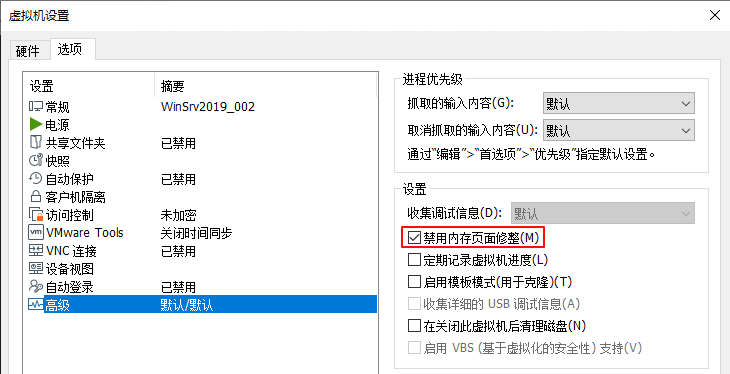 虚拟机设置
硬件 选项
设置 摘要
常规 WinSrv2019_002
电源
共享文件夹 已禁用
快照
自动保护 已禁用
客户机隔离
访问控制 未加密
VMware Tools 关闭时间同步
VNC 连接 已禁用
设备视图
自动登录 已禁用
高级 默认/默认
进程优先级
抓取的输入内容(G): 默认
取消抓取的输入内容(U): 默认
通过“编辑”>“首选项”>“优先级”指定默认设置。
设置
收集调试信息(D): 默认
禁用内存页面修整(M)
定期记录虚拟机进度(L)
启用模板模式(用于克隆)(T)
收集详细的 USB 调试信息(A)
在关闭此虚拟机后清理磁盘(N)
启用 VBS (基于虚拟化的安全性) 支持(V)